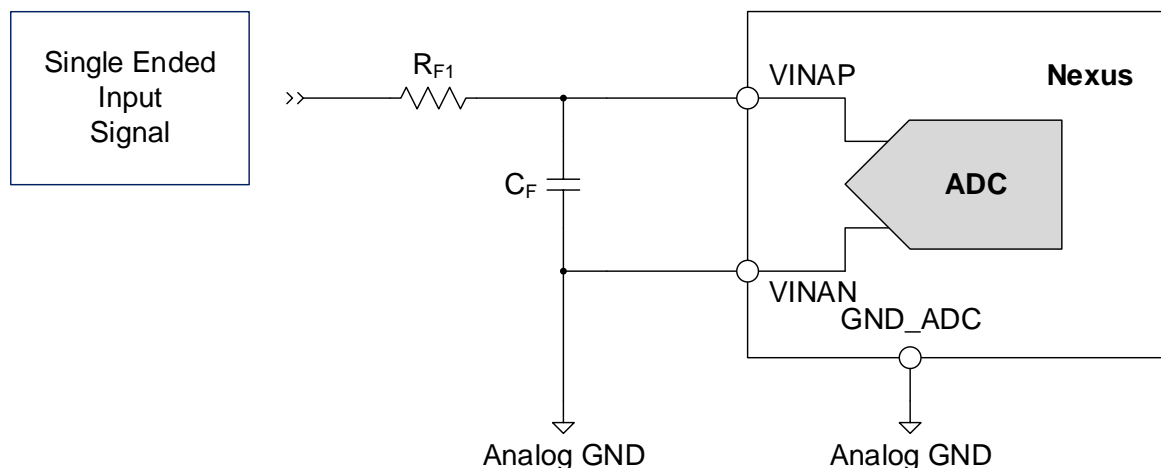 Single Ended
Input
Signal
RF1
CF
VINAP
Nexus
ADC
VINAN
GND_ADC
Analog GND
Analog GND